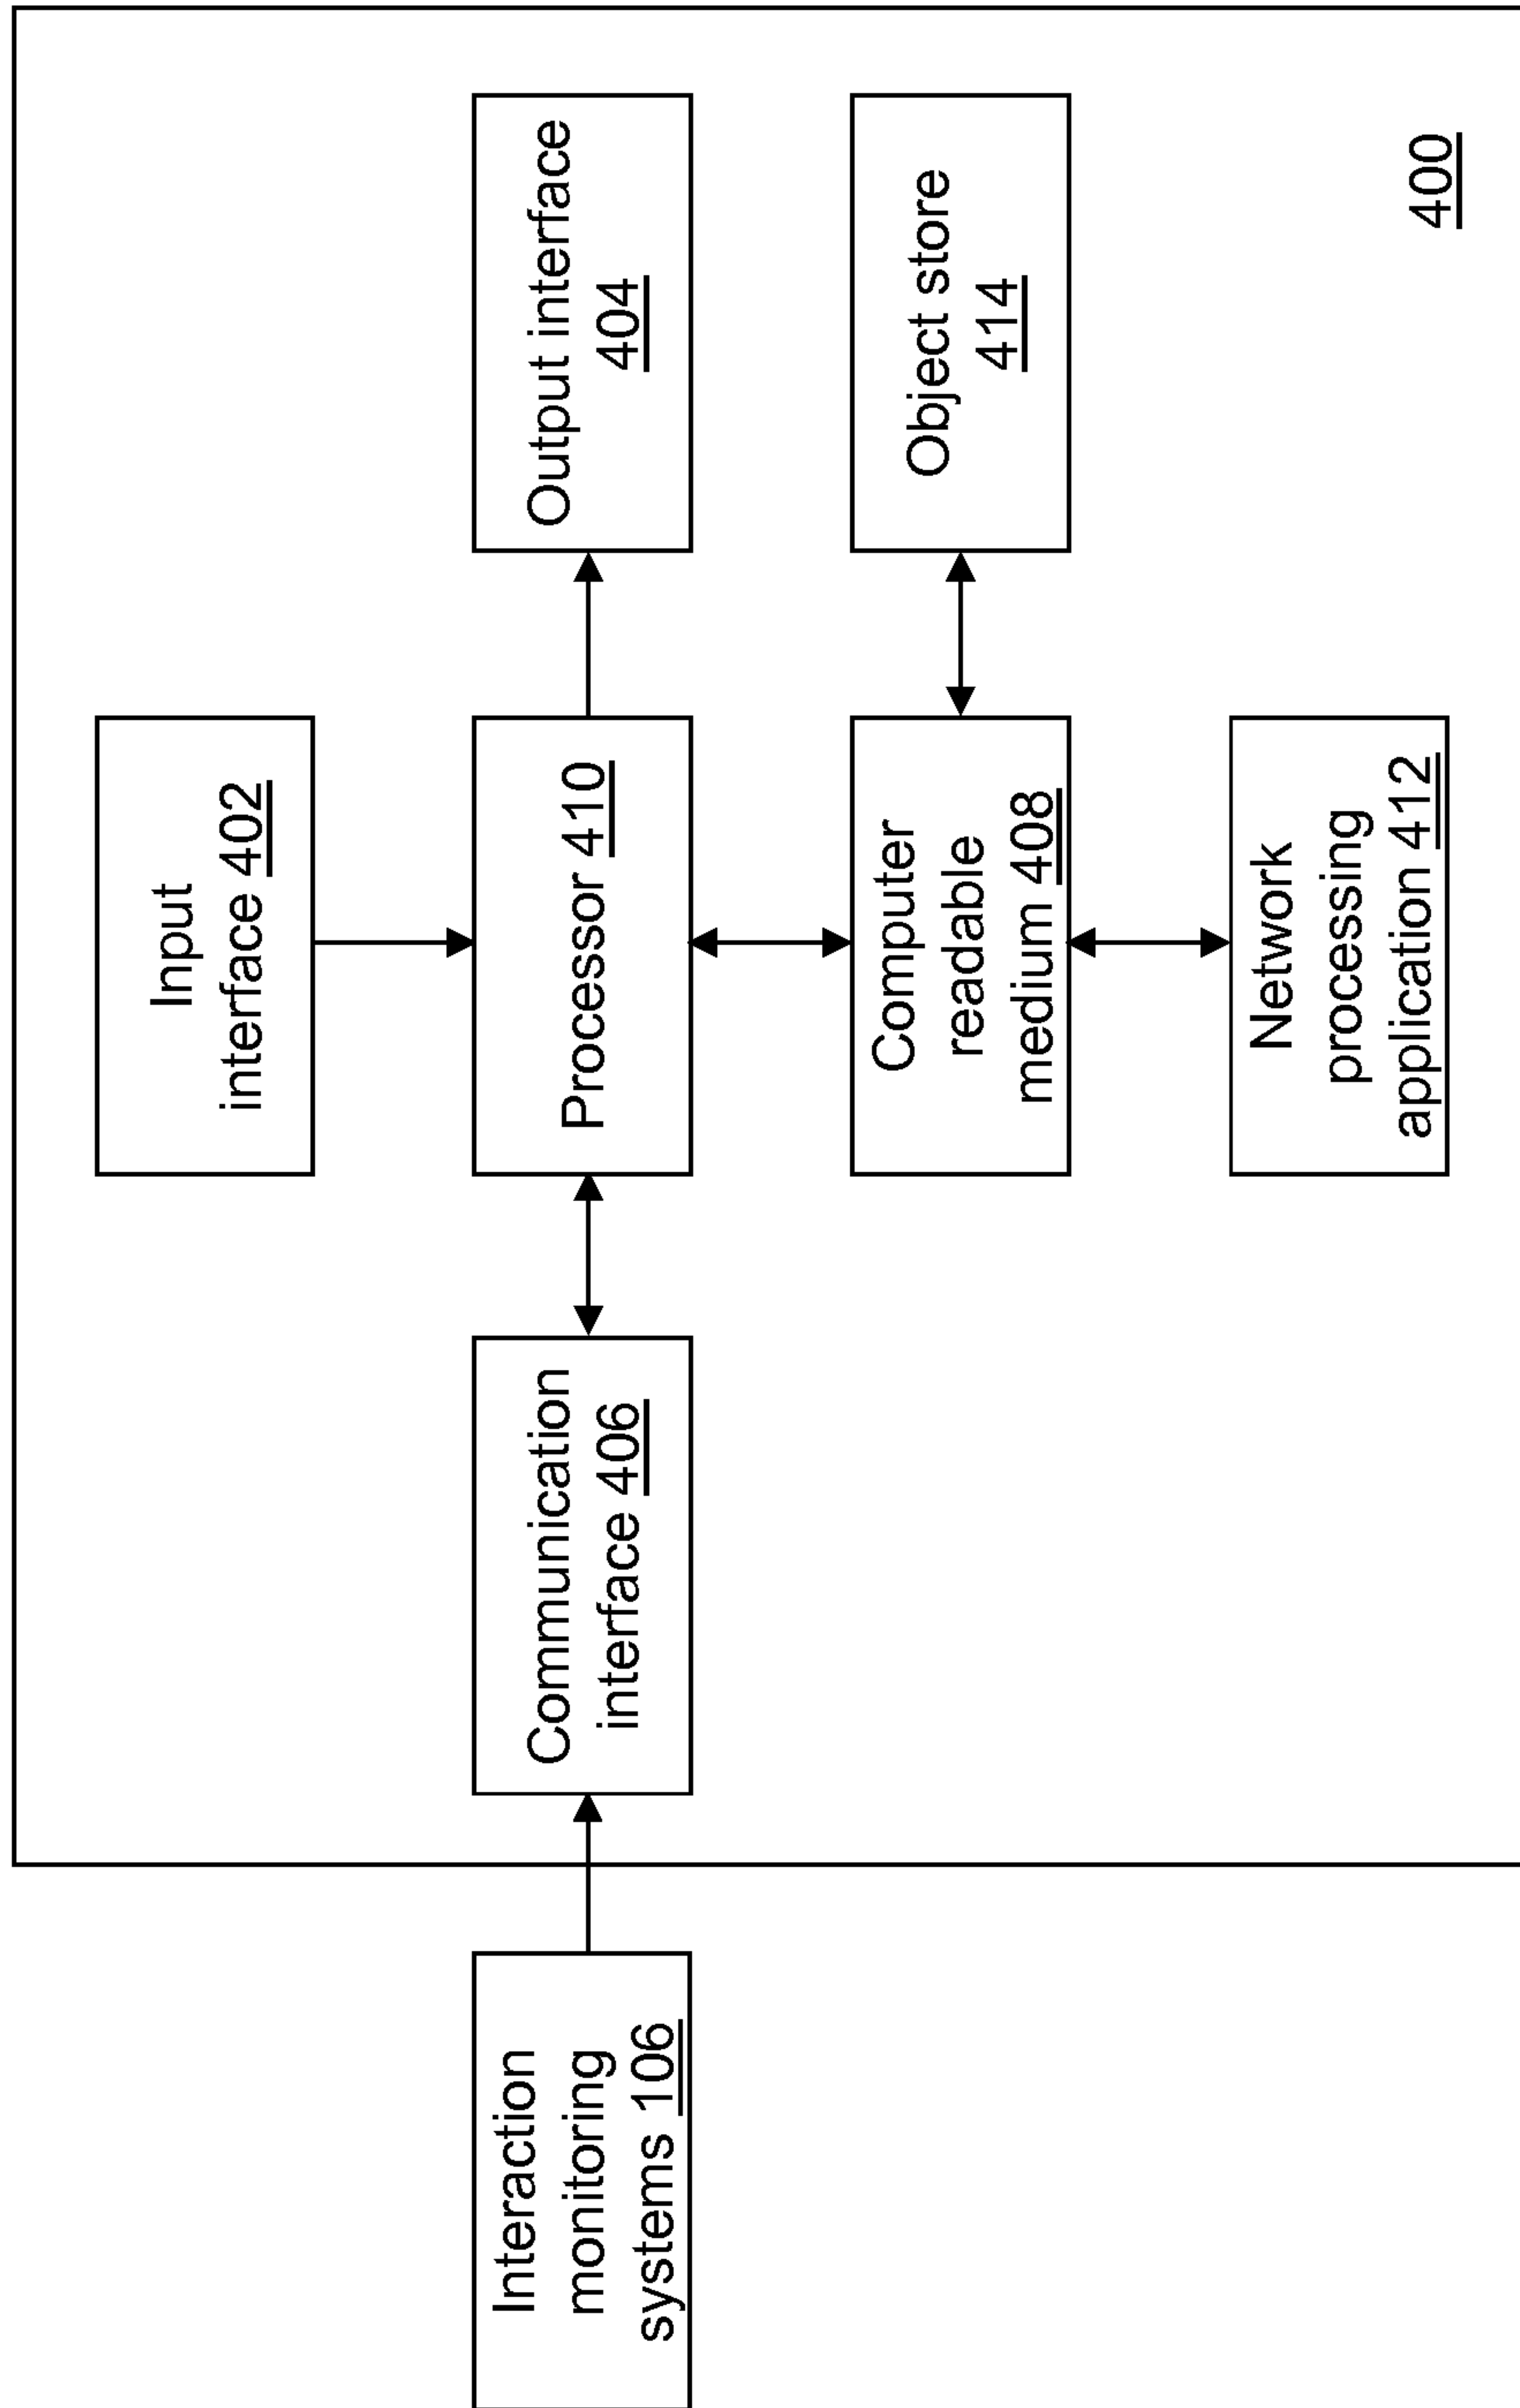 Input
interface 402
Interaction
monitoring
systems 106
Communication
interface 406
Processor 410
Output interface
404
Computer
readable
medium 408
Object store
414
Network
processing
application 412
400